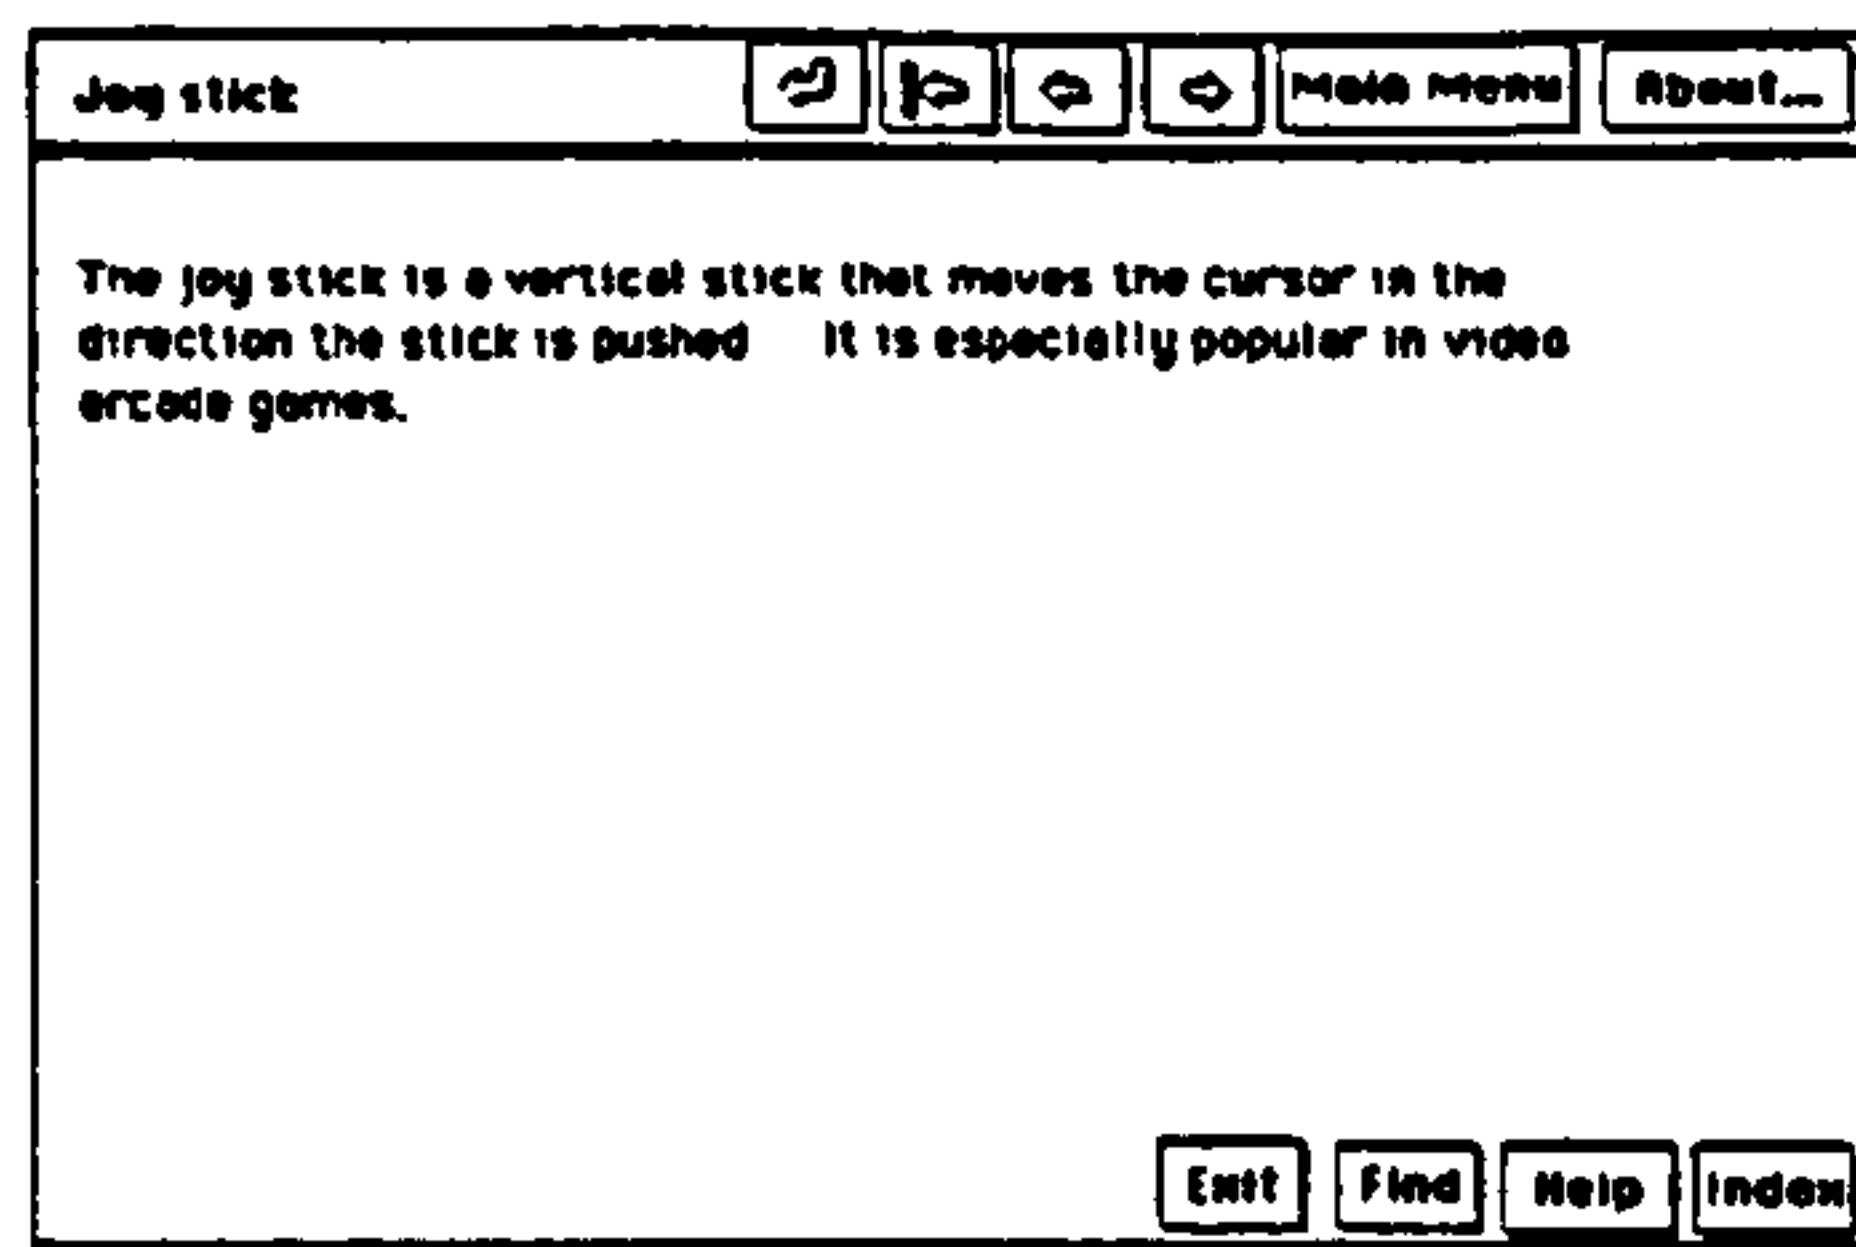 Joy stick
Main Menu
About...
The joy stick is a vertical stick that moves the cursor in the
direction the stick is pushed It is especially popular in video
arcade games.
Exit
Find
Help
Index